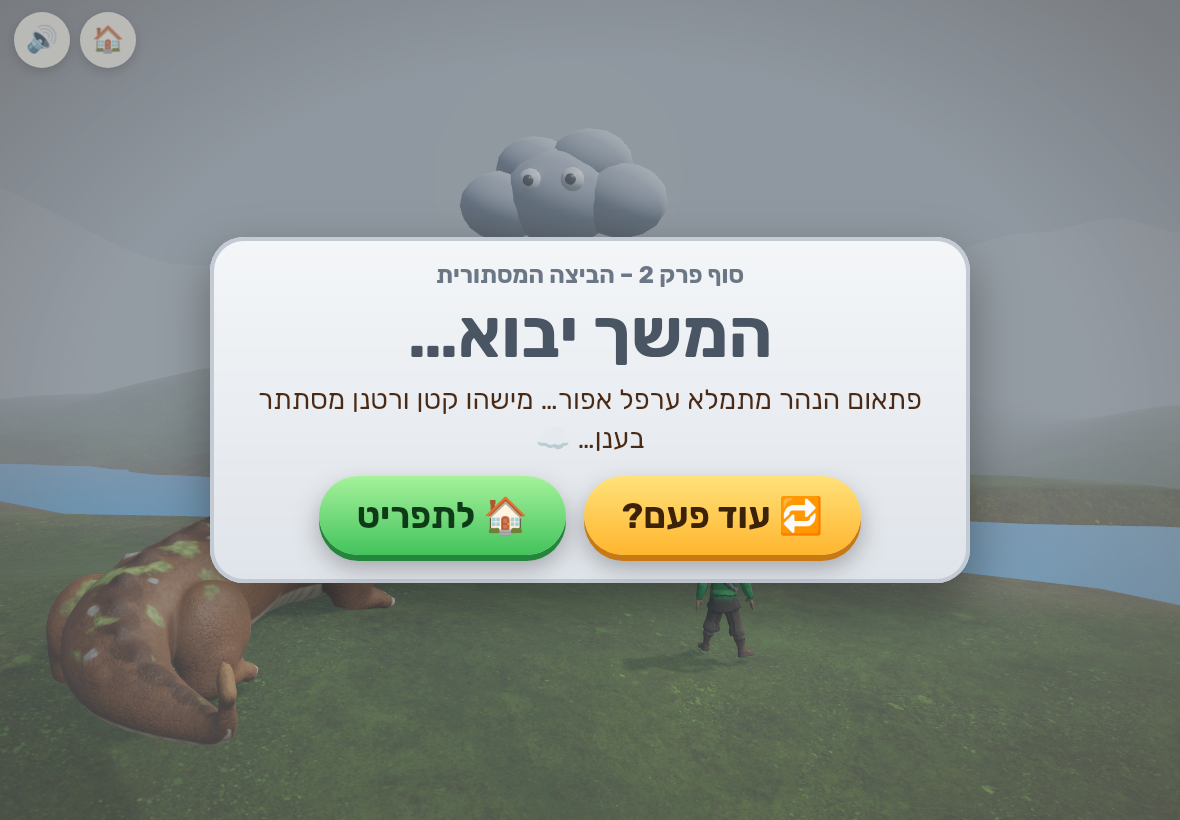 סוף פרק 2 – הביצה המסתורית
המשך יבוא...
פתאום הנהר מתמלא ערפל אפור... מישהו קטן ורטנן מסתתר
בענן... ☁️
🔁 עוד פעם?
🏠 לתפריט